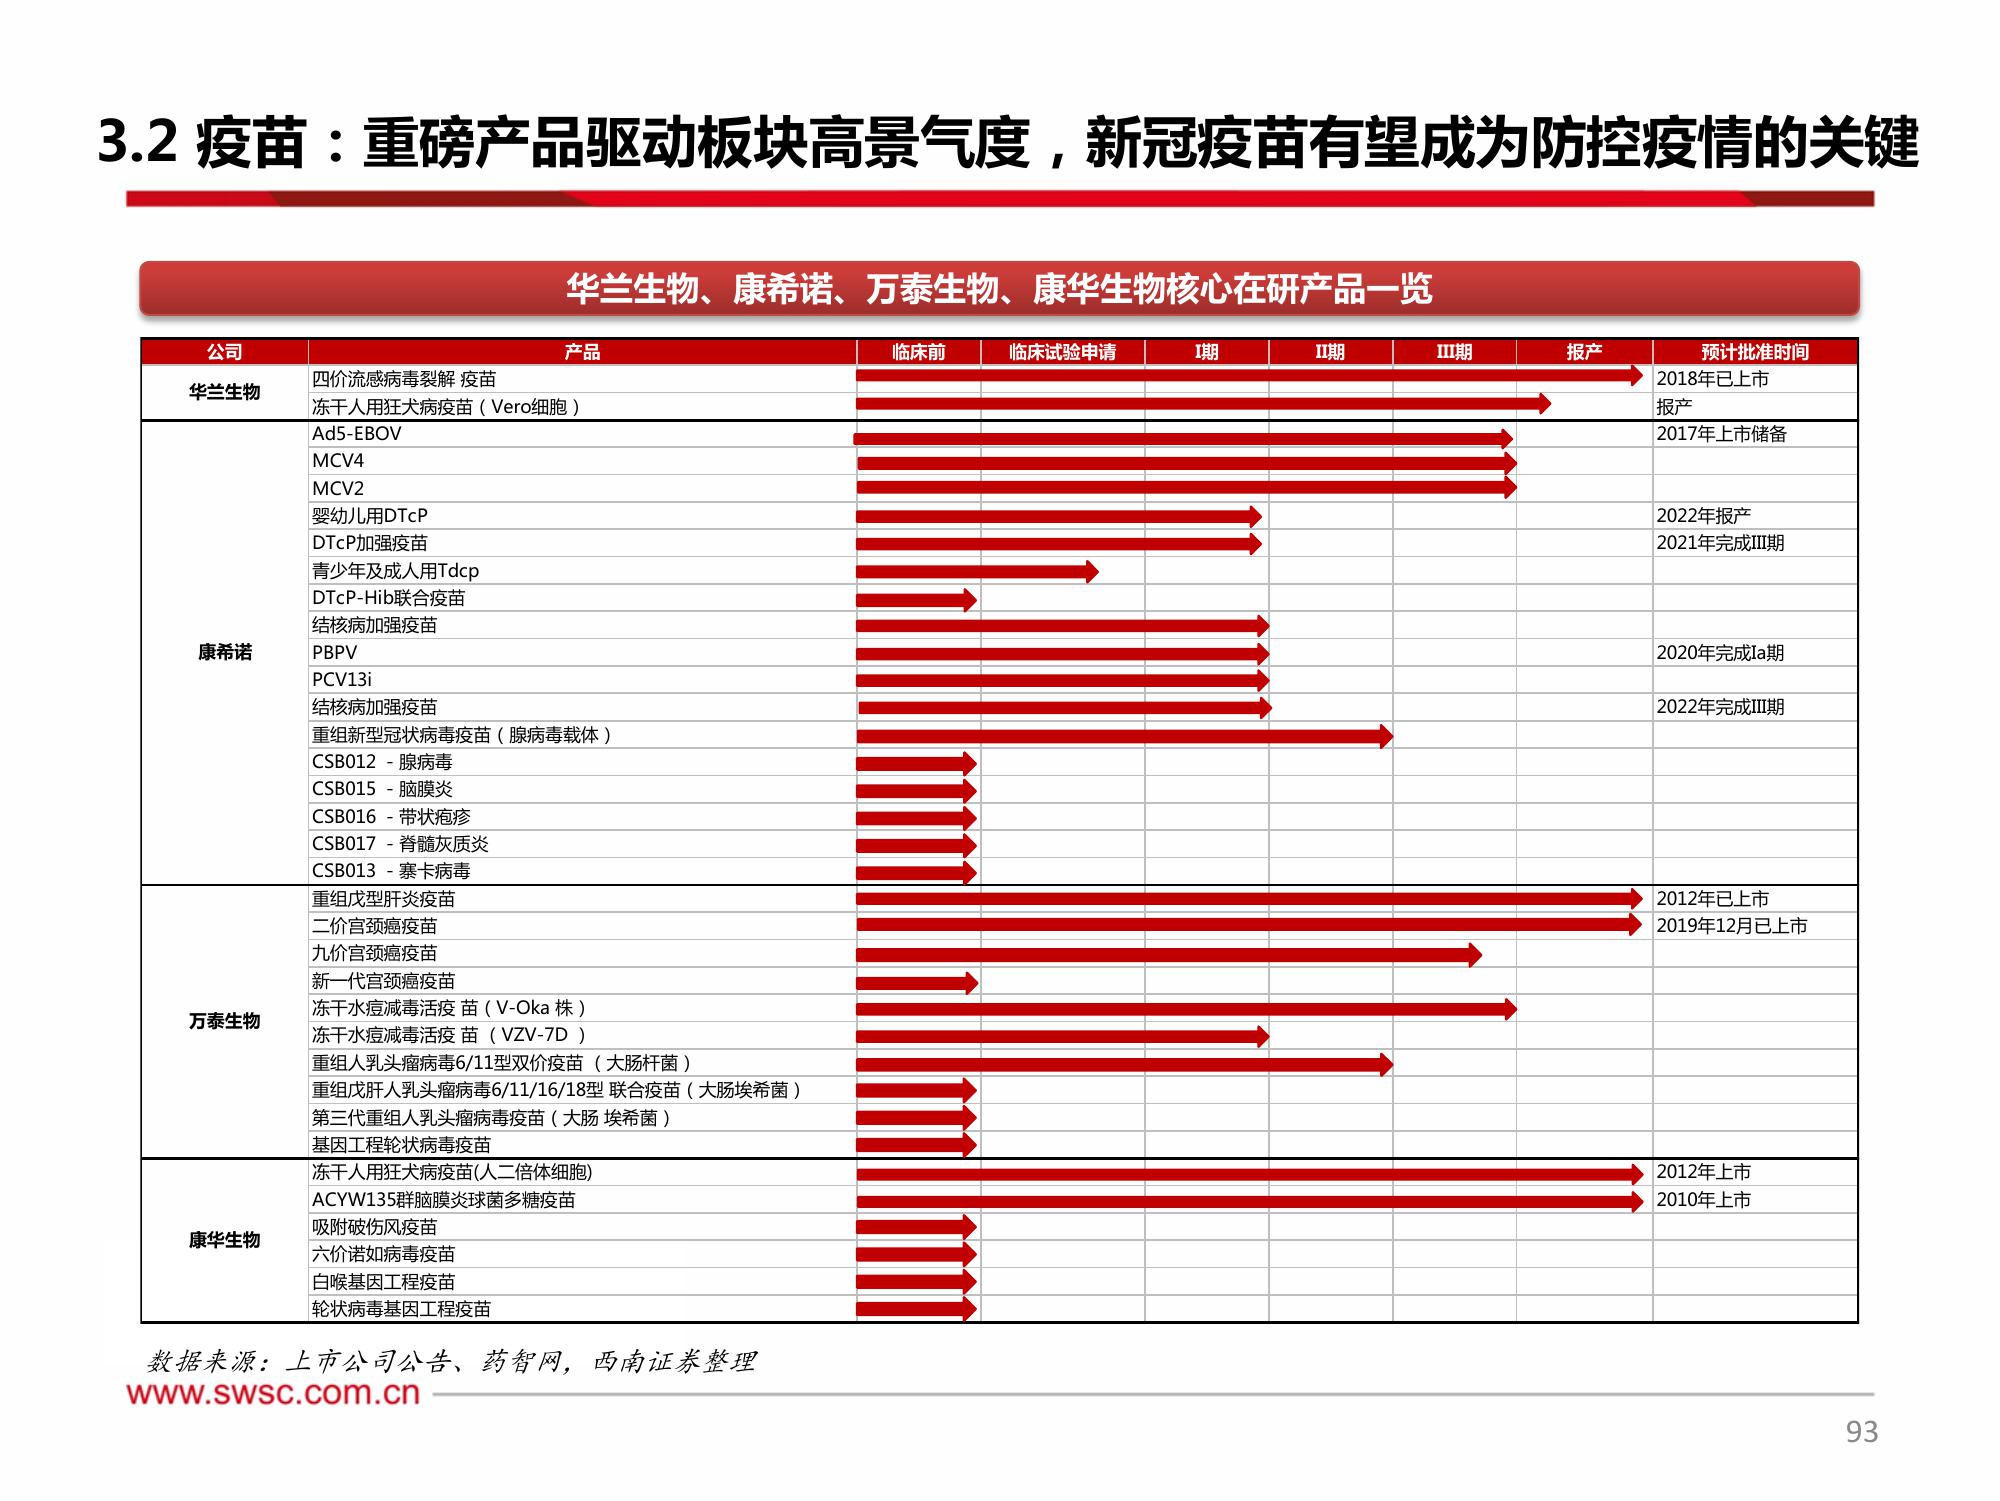 3.2 疫苗：重磅产品驱动板块高景气度，新冠疫苗有望成为防控疫情的关键
华兰生物、康希诺、万泰生物、康华生物核心在研产品一览
公司 产品 临床前 临床试验申请 I期 II期 III期 报产 预计批准时间
华兰生物
四价流感病毒裂解 疫苗 2018年已上市
冻干人用狂犬病疫苗（Vero细胞） 报产
康希诺
Ad5-EBOV 2017年上市储备
MCV4
MCV2
婴幼儿用DTcP 2022年报产
DTcP加强疫苗 2021年完成III期
青少年及成人用Tdcp
DTcP-Hib联合疫苗
结核病加强疫苗
PBPV 2020年完成Ia期
PCV13i
结核病加强疫苗 2022年完成III期
重组新型冠状病毒疫苗（腺病毒载体）
CSB012 - 腺病毒
CSB015 - 脑膜炎
CSB016 - 带状疱疹
CSB017 - 脊髓灰质炎
CSB013 - 寨卡病毒
万泰生物
重组戊型肝炎疫苗 2012年已上市
二价宫颈癌疫苗 2019年12月已上市
九价宫颈癌疫苗
新一代宫颈癌疫苗
冻干水痘减毒活疫 苗（V-Oka 株）
冻干水痘减毒活疫 苗 （VZV-7D ）
重组人乳头瘤病毒6/11型双价疫苗 （大肠杆菌）
重组戊肝人乳头瘤病毒6/11/16/18型 联合疫苗（大肠埃希菌）
第三代重组人乳头瘤病毒疫苗（大肠 埃希菌）
基因工程轮状病毒疫苗
康华生物
冻干人用狂犬病疫苗(人二倍体细胞) 2012年上市
ACYW135群脑膜炎球菌多糖疫苗 2010年上市
吸附破伤风疫苗
六价诺如病毒疫苗
白喉基因工程疫苗
轮状病毒基因工程疫苗
数据来源：上市公司公告、药智网，西南证券整理
www.swsc.com.cn
93